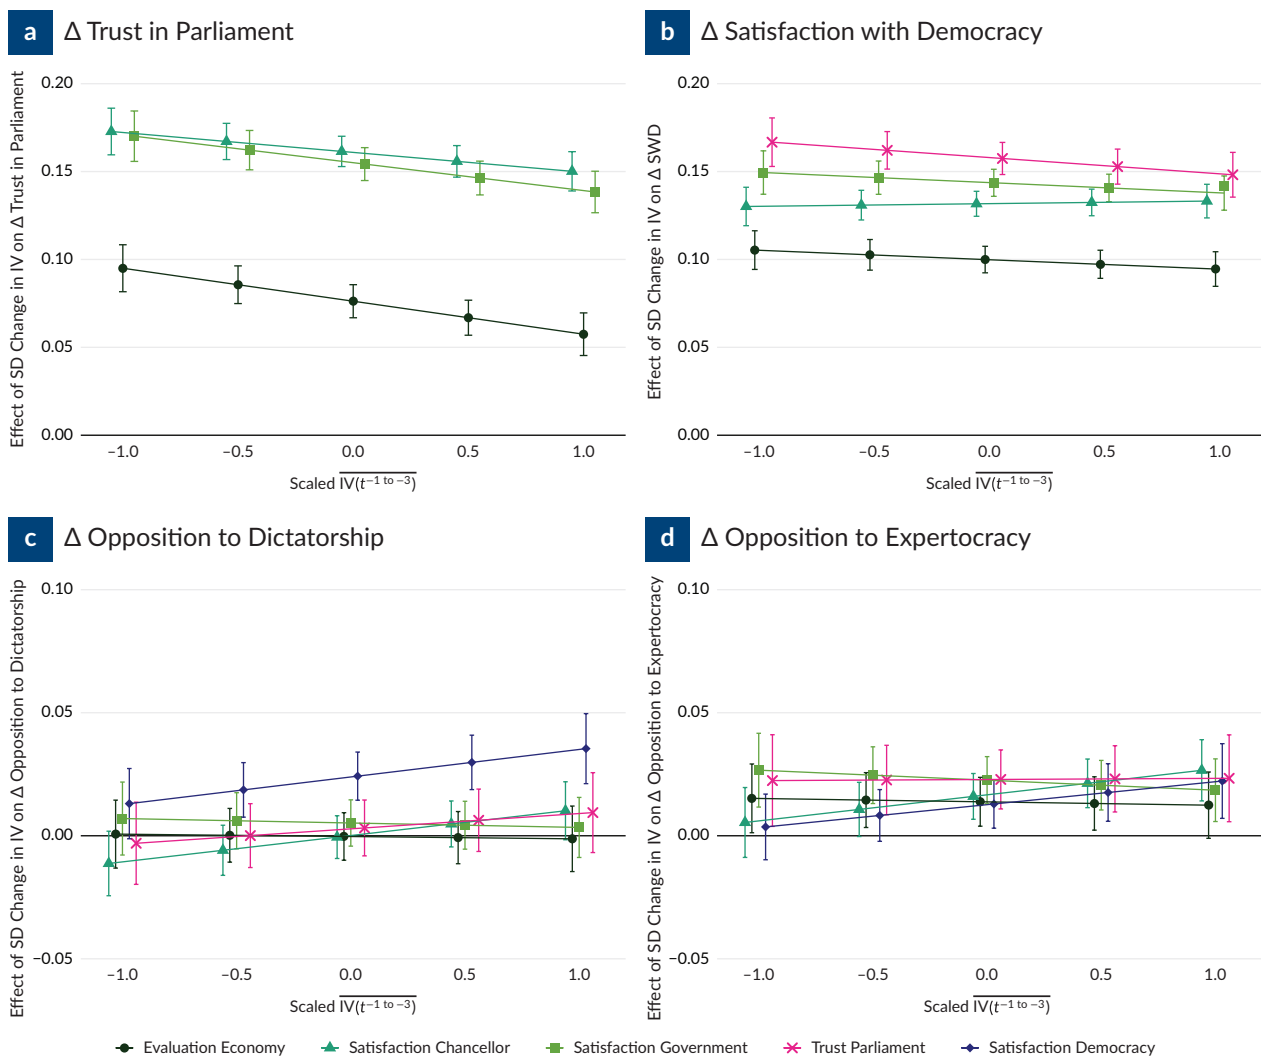 a Δ Trust in Parliament
Effect of SD Change in IV on Δ Trust in Parliament
0.20
0.15
0.10
0.05
0.00
−1.0 −0.5 0.0 0.5 1.0
Scaled IV(t−1 to −3)
b Δ Satisfaction with Democracy
Effect of SD Change in IV on Δ SWD
0.20
0.15
0.10
0.05
0.00
−1.0 −0.5 0.0 0.5 1.0
Scaled IV(t−1 to −3)
c Δ Opposition to Dictatorship
Effect of SD Change in IV on Δ Opposition to Dictatorship
0.10
0.05
0.00
−0.05
−1.0 −0.5 0.0 0.5 1.0
Scaled IV(t−1 to −3)
d Δ Opposition to Expertocracy
Effect of SD Change in IV on Δ Opposition to Expertocracy
0.10
0.05
0.00
−0.05
−1.0 −0.5 0.0 0.5 1.0
Scaled IV(t−1 to −3)
Evaluation Economy Satisfaction Chancellor Satisfaction Government Trust Parliament Satisfaction Democracy